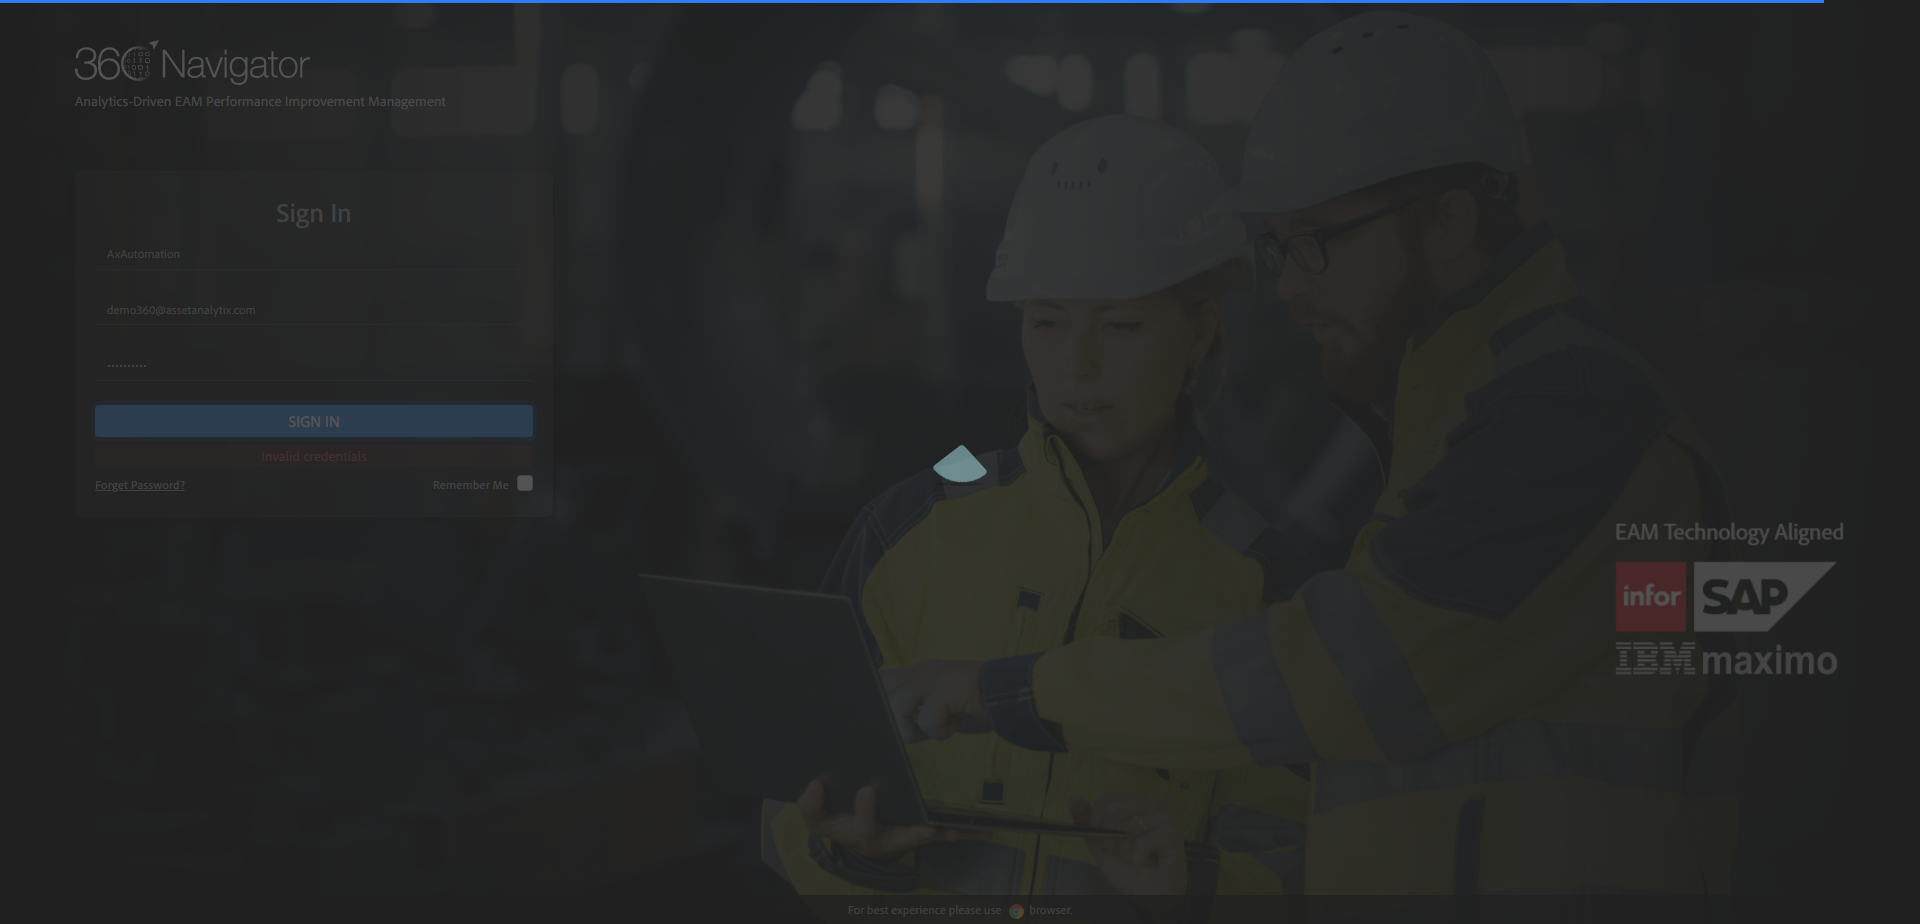 360 Navigator
Analytics-Driven EAM Performance Improvement Management
Sign In
AxAutomation
demo360@assetanalytix.com
..........
SIGN IN
Invalid credentials
Forget Password?
Remember Me
EAM Technology Aligned
infor
SAP
IBM maximo
For best experience please use browser.